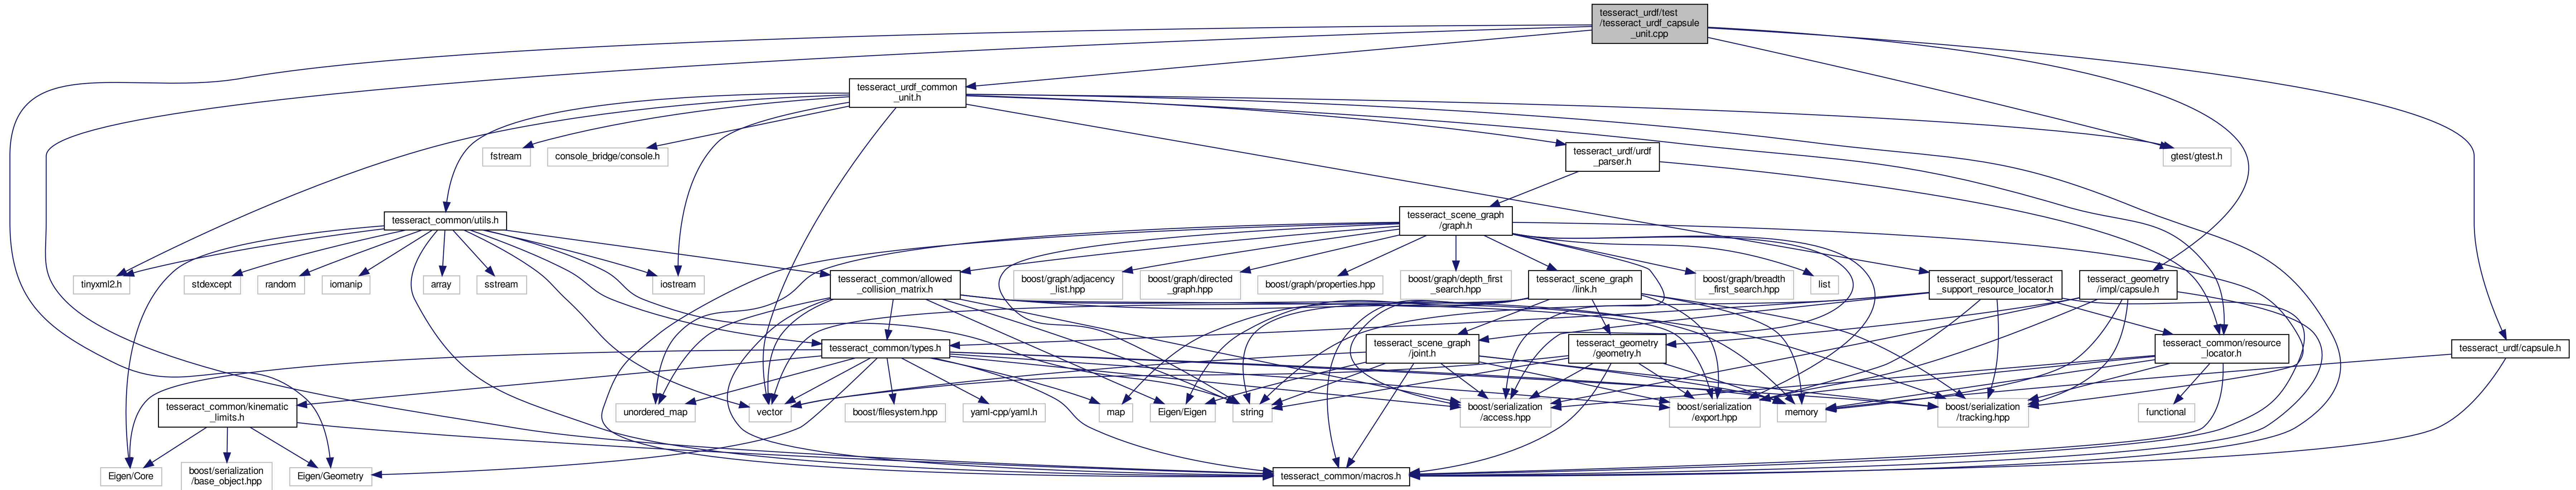 tesseract_urdf/test
/tesseract_urdf_capsule
_unit.cpp
tesseract_urdf_common
_unit.h
fstream
console_bridge/console.h
tesseract_urdf/urdf
_parser.h
gtest/gtest.h
tesseract_common/utils.h
tesseract_scene_graph
/graph.h
tinyxml2.h
stdexcept
random
iomanip
array
sstream
iostream
tesseract_common/allowed
_collision_matrix.h
boost/graph/adjacency
_list.hpp
boost/graph/directed
_graph.hpp
boost/graph/properties.hpp
boost/graph/depth_first
_search.hpp
tesseract_scene_graph
/link.h
boost/graph/breadth
_first_search.hpp
list
tesseract_support/tesseract
_support_resource_locator.h
tesseract_geometry
/impl/capsule.h
tesseract_common/types.h
tesseract_scene_graph
/joint.h
tesseract_geometry
/geometry.h
tesseract_common/resource
_locator.h
tesseract_urdf/capsule.h
tesseract_common/kinematic
_limits.h
unordered_map
vector
boost/filesystem.hpp
yaml-cpp/yaml.h
map
Eigen/Eigen
string
boost/serialization
/access.hpp
boost/serialization
/export.hpp
memory
boost/serialization
/tracking.hpp
functional
Eigen/Core
boost/serialization
/base_object.hpp
Eigen/Geometry
tesseract_common/macros.h